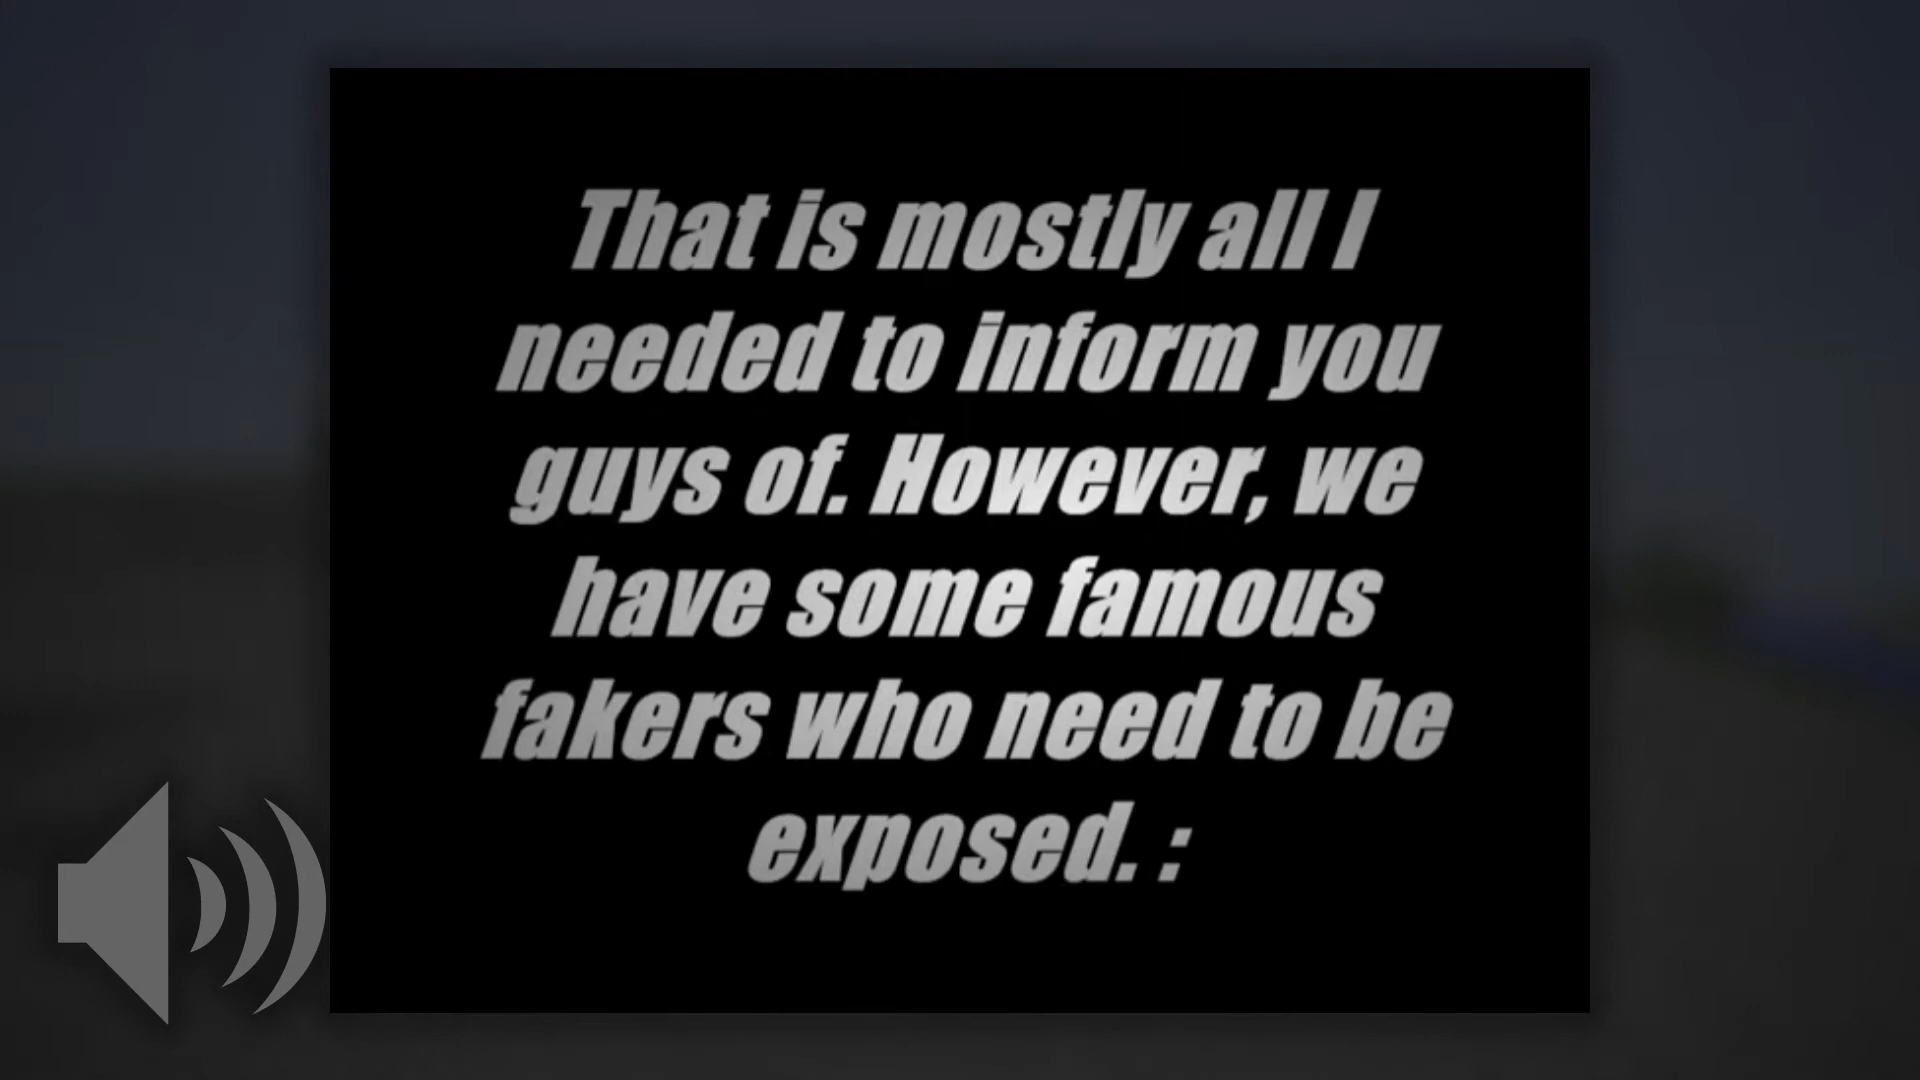 That is mostly all I
needed to inform you
guys of. However, we
have some famous
fakers who need to be
exposed. :